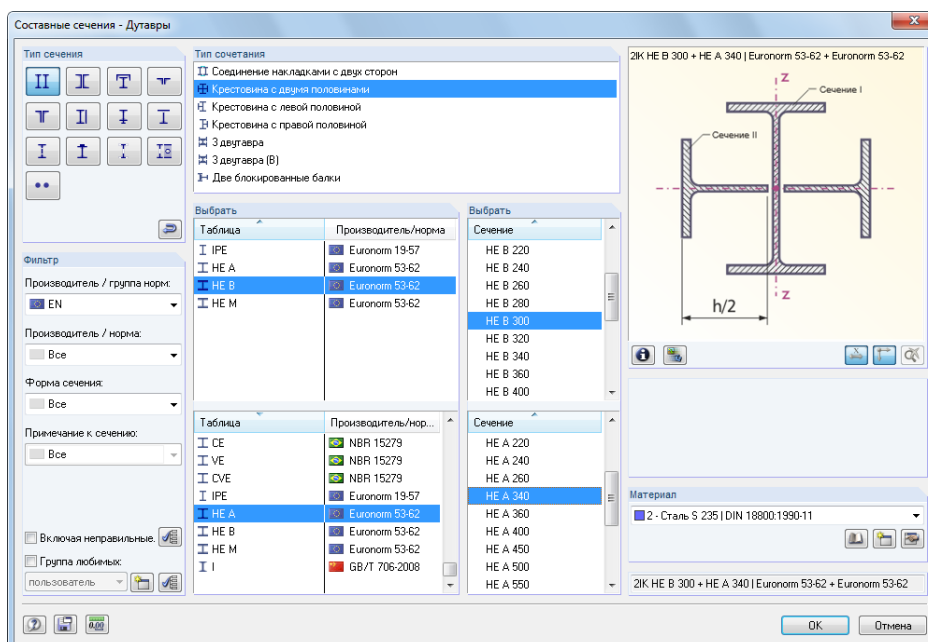 Составные сечения - Дутавры
Тип сечения
Фильтр
Производитель / группа норм:
EN
Производитель / норма:
Все
Форма сечения:
Все
Примечание к сечению:
Все
Включая неправильные.
Группа любимых:
пользователь
Тип сочетания
Соединение накладками с двух сторон
Крестовина с двумя половинами
Крестовина с левой половиной
Крестовина с правой половиной
3 двутавра
3 двутавра (B)
Две блокированные балки
Выбрать
Таблица Производитель/норма
IPE Euronorm 19-57
HE A Euronorm 53-62
HE B Euronorm 53-62
HE M Euronorm 53-62
Таблица Производитель/нор...
CE NBR 15279
VE NBR 15279
CVE NBR 15279
IPE Euronorm 19-57
HE A Euronorm 53-62
HE B Euronorm 53-62
HE M Euronorm 53-62
I GB/T 706-2008
Выбрать
Сечение
HE B 220
HE B 240
HE B 260
HE B 280
HE B 300
HE B 320
HE B 340
HE B 360
HE B 400
Сечение
HE A 220
HE A 240
HE A 260
HE A 340
HE A 360
HE A 400
HE A 450
HE A 500
HE A 550
2IK HE B 300 + HE A 340 | Euronorm 53-62 + Euronorm 53-62
z
Сечение I
Сечение II
z
h/2
Материал
2 - Сталь S 235 | DIN 18800:1990-11
2IK HE B 300 + HE A 340 | Euronorm 53-62 + Euronorm 53-62
0,00
OK
Отмена